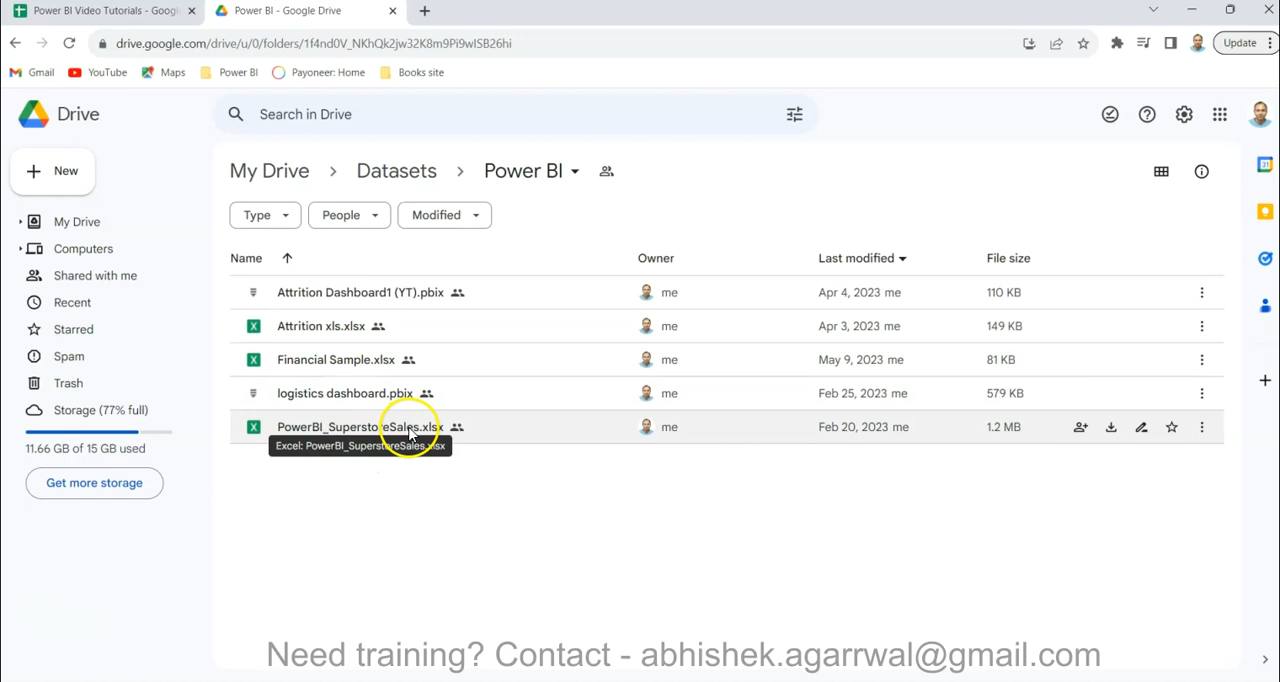 Power BI Video Tutorials - Googl
Power BI - Google Drive
drive.google.com/drive/u/0/folders/1f4nd0V_NKhQk2jw32K8m9Pi9wISB26hi
Update
Gmail YouTube Maps Power BI Payoneer: Home Books site
Drive
Search in Drive
New
My Drive > Datasets > Power BI
31
Type People Modified
My Drive
Computers
Shared with me
Recent
Starred
Spam
Trash
Storage (77% full)
11.66 GB of 15 GB used
Get more storage
Name Owner Last modified File size
Attrition Dashboard1 (YT).pbix me Apr 4, 2023 me 110 KB
X Attrition xls.xlsx me Apr 3, 2023 me 149 KB
X Financial Sample.xlsx me May 9, 2023 me 81 KB
logistics dashboard.pbix me Feb 25, 2023 me 579 KB
X PowerBI_SuperstoreSales.xlsx me Feb 20, 2023 me 1.2 MB
Excel: PowerBI_SuperstoreSales.xlsx
Need training? Contact - abhishek.agarrwal@gmail.com